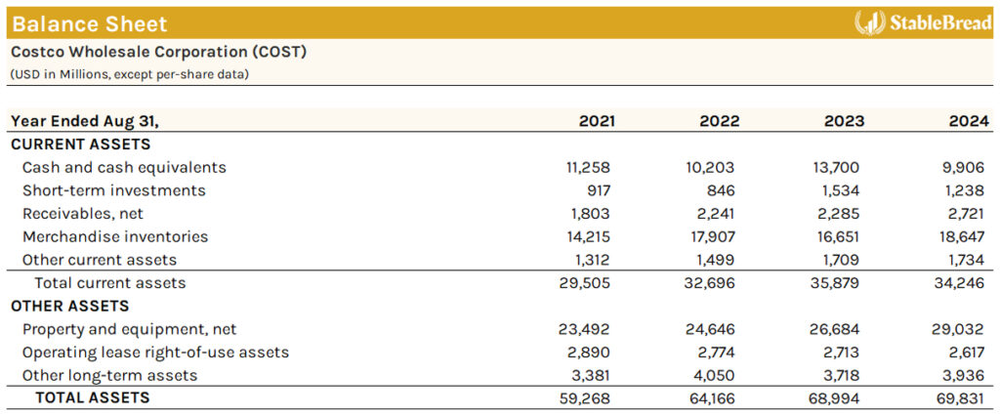 Balance Sheet StableBread
Costco Wholesale Corporation (COST)
(USD in Millions, except per-share data)
Year Ended Aug 31, 2021 2022 2023 2024
CURRENT ASSETS
Cash and cash equivalents 11,258 10,203 13,700 9,906
Short-term investments 917 846 1,534 1,238
Receivables, net 1,803 2,241 2,285 2,721
Merchandise inventories 14,215 17,907 16,651 18,647
Other current assets 1,312 1,499 1,709 1,734
Total current assets 29,505 32,696 35,879 34,246
OTHER ASSETS
Property and equipment, net 23,492 24,646 26,684 29,032
Operating lease right-of-use assets 2,890 2,774 2,713 2,617
Other long-term assets 3,381 4,050 3,718 3,936
TOTAL ASSETS 59,268 64,166 68,994 69,831